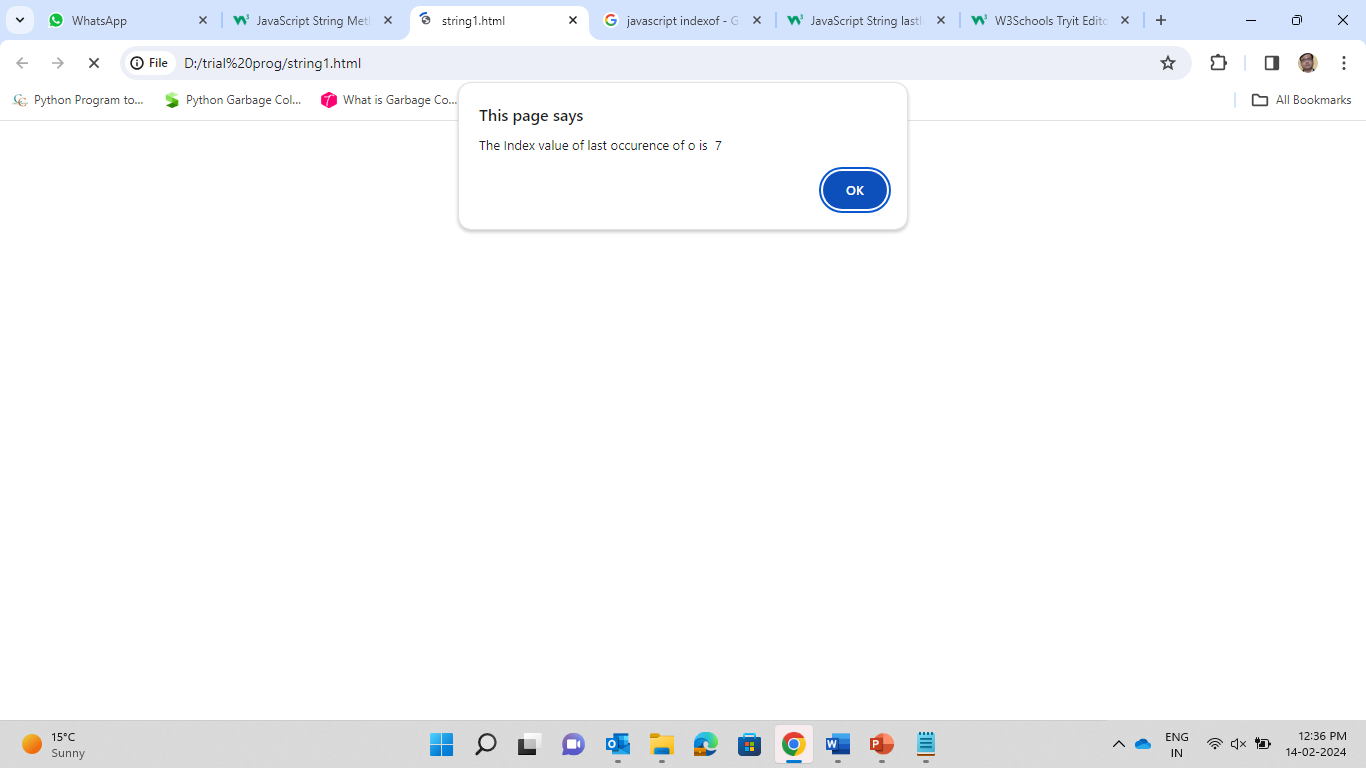 WhatsApp
JavaScript String Met
string1.html
javascript indexof - G
JavaScript String last
W3Schools Tryit Edito
File
D:/trial%20prog/string1.html
Python Program to...
Python Garbage Col...
What is Garbage Co...
All Bookmarks
This page says
The Index value of last occurence of o is 7
OK
15°C
Sunny
ENG
IN
12:36 PM
14-02-2024